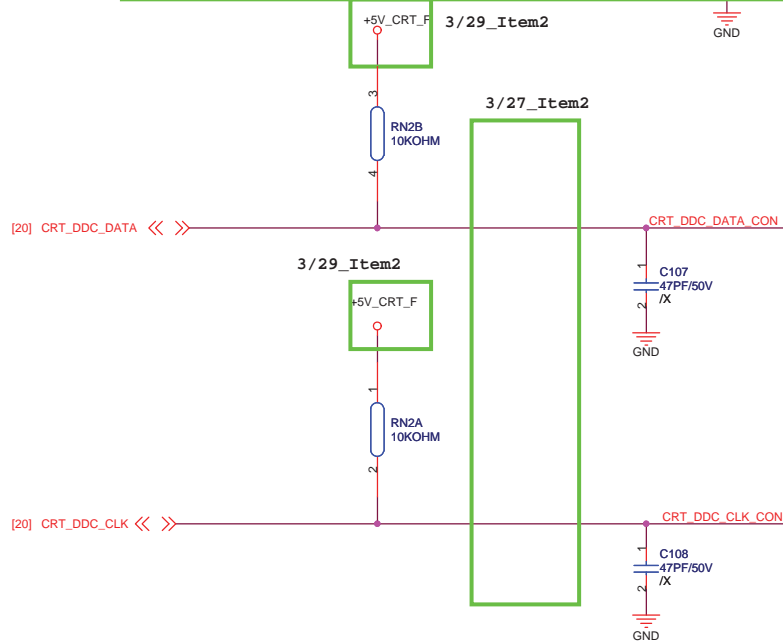 +5V_CRT_F
3/29_Item2
GND
3
RN2B
10KOHM
4
3/27_Item2
[20] CRT_DDC_DATA
CRT_DDC_DATA_CON
1
C107
47PF/50V
/X
2
GND
3/29_Item2
+5V_CRT_F
1
RN2A
10KOHM
2
[20] CRT_DDC_CLK
CRT_DDC_CLK_CON
1
C108
47PF/50V
/X
2
GND